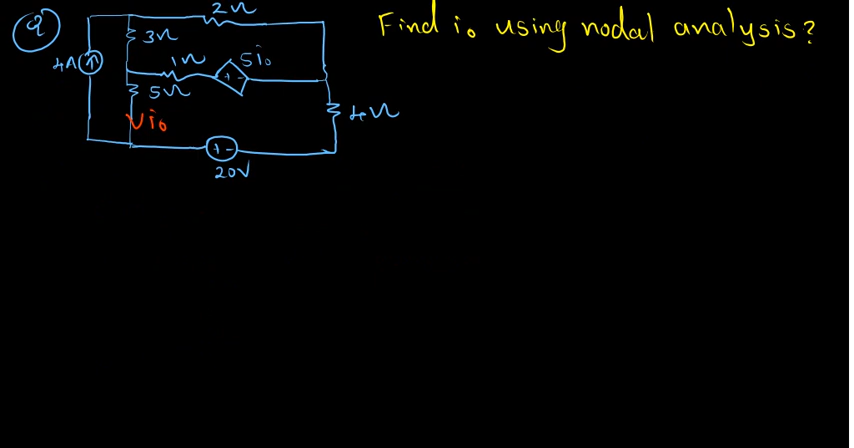 Q
2Ω
Find i₀ using nodal analysis?
3Ω
4A
1Ω
5i₀
5Ω
4Ω
i₀
+ -
+ -
20V